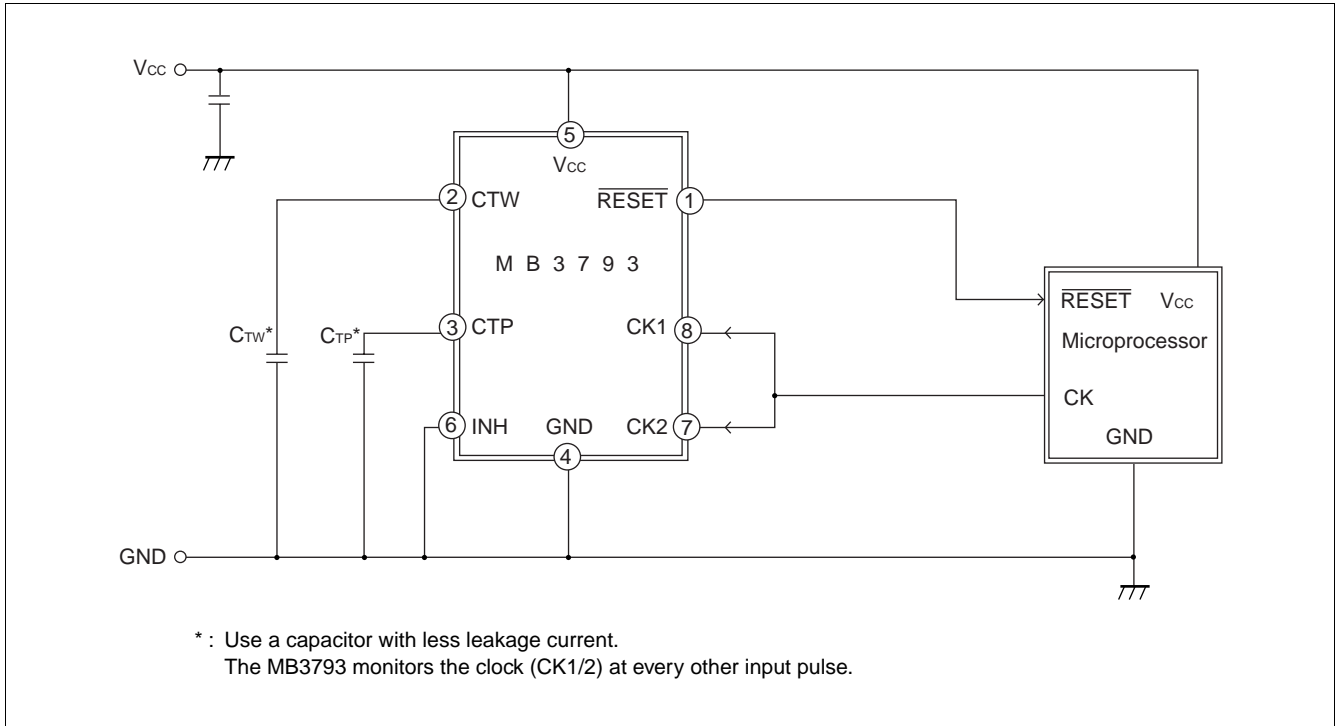 Vcc
5
Vcc
2 CTW RESET 1
M B 3 7 9 3
RESET Vcc
CTW* CTP* 3 CTP CK1 8 Microprocessor
CK
6 INH GND CK2 7
GND
4
GND
* : Use a capacitor with less leakage current.
The MB3793 monitors the clock (CK1/2) at every other input pulse.